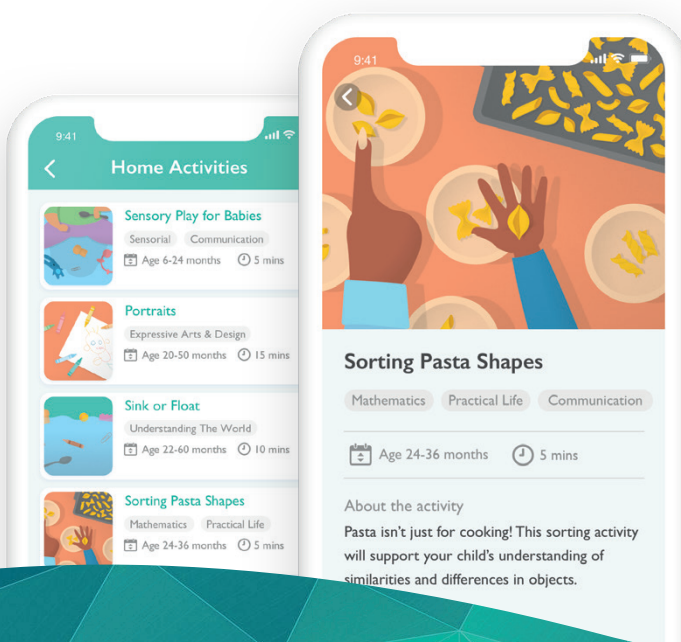 9:41
Home Activities
Sensory Play for Babies
Sensorial Communication
Age 6-24 months 5 mins
Portraits
Expressive Arts & Design
Age 20-50 months 15 mins
Sink or Float
Understanding The World
Age 22-60 months 10 mins
Sorting Pasta Shapes
Mathematics Practical Life
Age 24-36 months 5 mins
9:41
Sorting Pasta Shapes
Mathematics Practical Life Communication
Age 24-36 months 5 mins
About the activity
Pasta isn't just for cooking! This sorting activity
will support your child's understanding of
similarities and differences in objects.